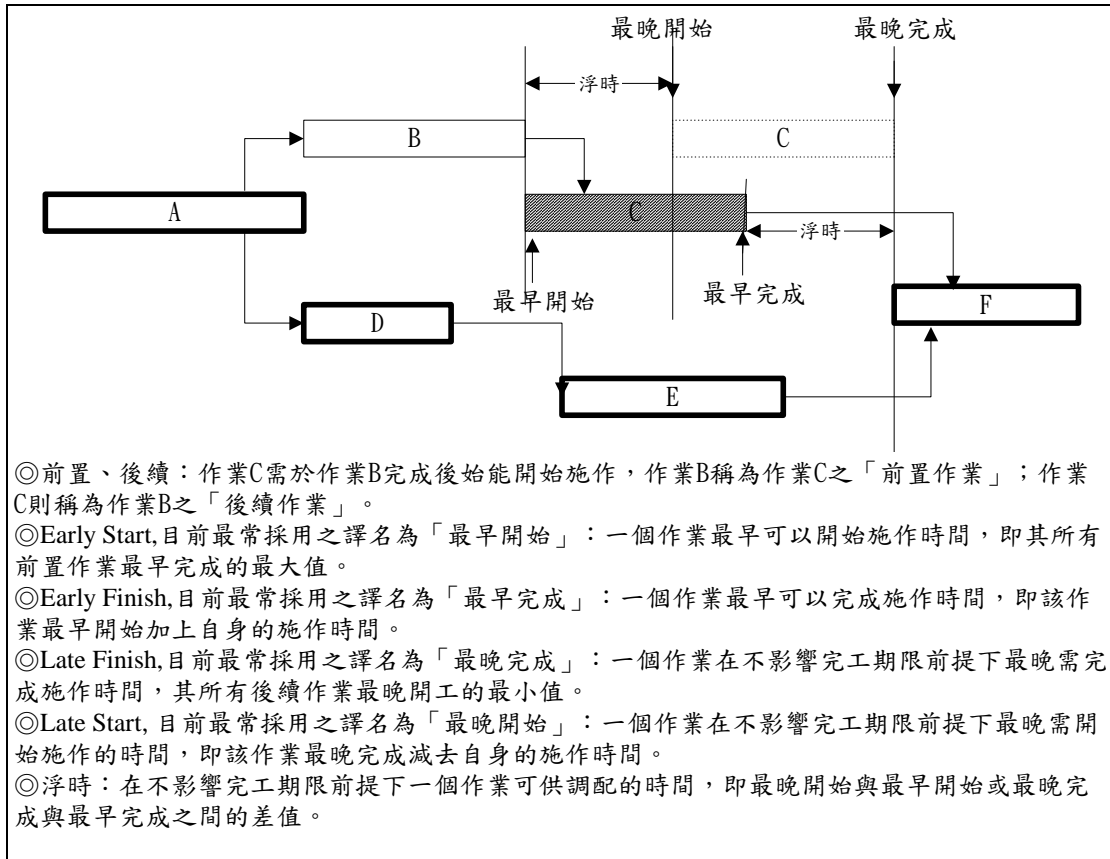 最晚開始
最晚完成
浮時
B
C
A
C
浮時
最早開始
最早完成
F
D
E
◎前置、後續：作業C需於作業B完成後始能開始施作，作業B稱為作業C之「前置作業」；作業
C則稱為作業B之「後續作業」。
◎Early Start,目前最常採用之譯名為「最早開始」：一個作業最早可以開始施作時間，即其所有
前置作業最早完成的最大值。
◎Early Finish,目前最常採用之譯名為「最早完成」：一個作業最早可以完成施作時間，即該作
業最早開始加上自身的施作時間。
◎Late Finish,目前最常採用之譯名為「最晚完成」：一個作業在不影響完工期限前提下最晚需完
成施作時間，其所有後續作業最晚開工的最小值。
◎Late Start, 目前最常採用之譯名為「最晚開始」：一個作業在不影響完工期限前提下最晚需開
始施作的時間，即該作業最晚完成減去自身的施作時間。
◎浮時：在不影響完工期限前提下一個作業可供調配的時間，即最晚開始與最早開始或最晚完
成與最早完成之間的差值。